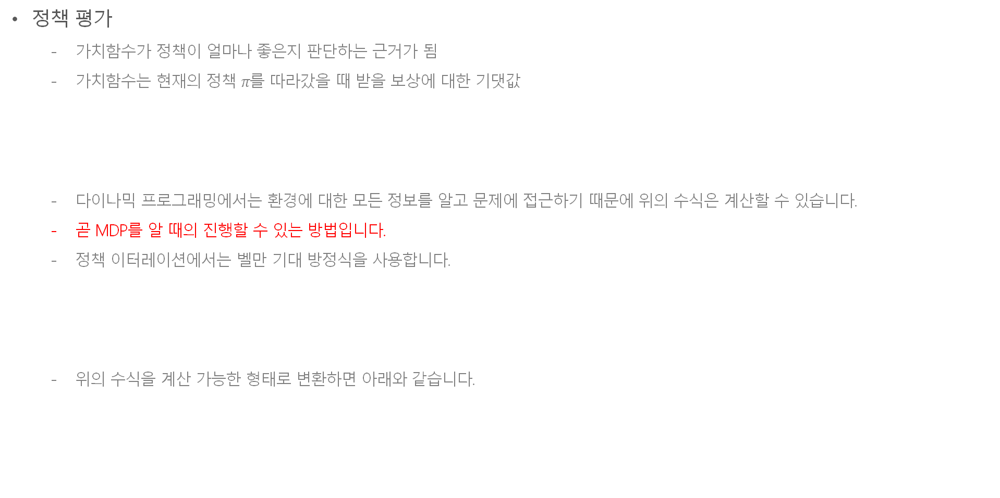 • 정책 평가
- 가치함수가 정책이 얼마나 좋은지 판단하는 근거가 됨
- 가치함수는 현재의 정책 π를 따라갔을 때 받을 보상에 대한 기댓값
- 다이나믹 프로그래밍에서는 환경에 대한 모든 정보를 알고 문제에 접근하기 때문에 위의 수식은 계산할 수 있습니다.
- 곧 MDP를 알 때의 진행할 수 있는 방법입니다.
- 정책 이터레이션에서는 벨만 기대 방정식을 사용합니다.
- 위의 수식을 계산 가능한 형태로 변환하면 아래와 같습니다.